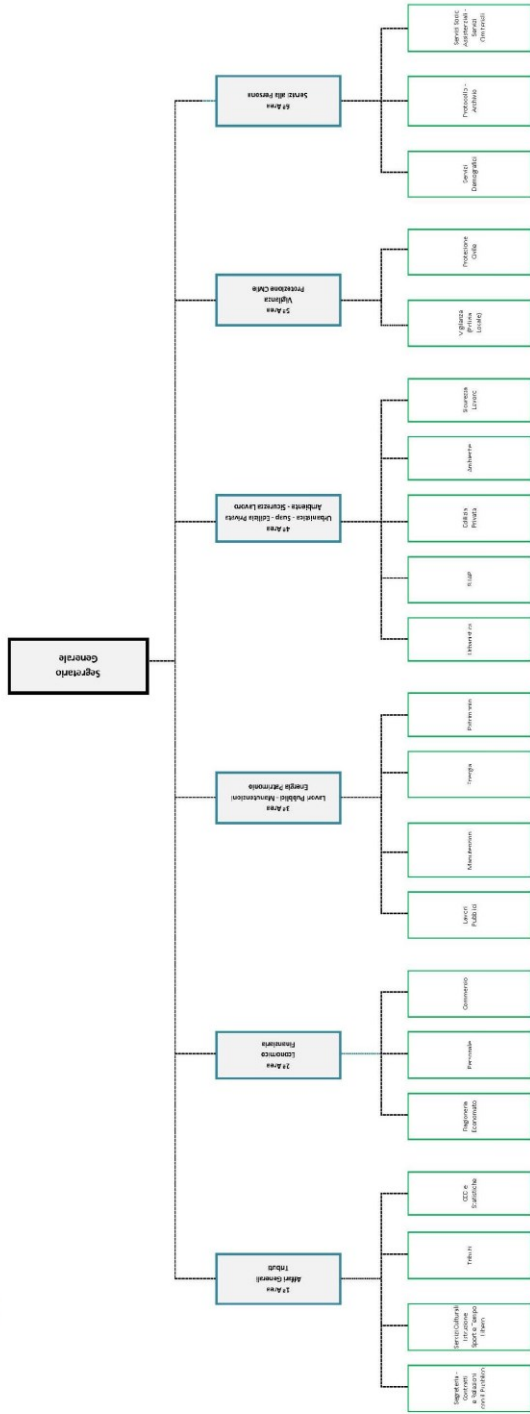 Segretario
Generale
1ª Area
Affari Generali
Tributi
2ª Area
Economico
Finanziaria
3ª Area
Lavori Pubblici - Manutenzioni
Energia Patrimonio
4ª Area
Urbanistica - Suap - Edilizia Privata
Ambiente - Sicurezza Lavoro
5ª Area
Vigilanza
Protezione Civile
6ª Area
Servizi alla Persona
Segreteria -
Contratti
e Relazioni
con il Pubblico
Servizi Culturali
Istruzione
Sport e Tempo
Libero
Tributi
CED e
Statistiche
Ragioneria
Economato
Personale
Commercio
Lavori
Pubblici
Manutenzioni
Energia
Patrimonio
Urbanistica
Suap
Edilizia
Privata
Ambiente
Sicurezza
Lavoro
Vigilanza
(Polizia
Locale)
Protezione
Civile
Servizi
Demografici
Protocollo -
Archivio
Servizi Socio
Assistenziali -
Servizi
Cimiteriali